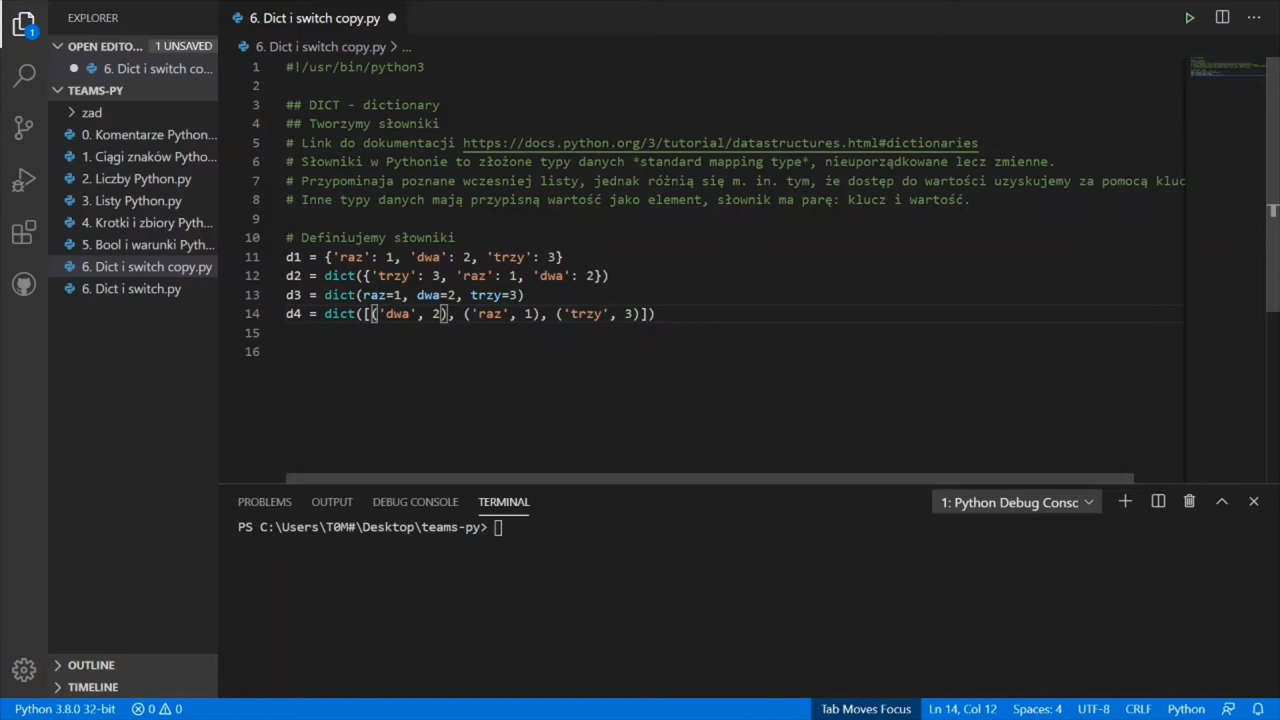 EXPLORER
6. Dict i switch copy.py
OPEN EDITO... 1 UNSAVED
6. Dict i switch co...
TEAMS-PY
zad
0. Komentarze Python...
1. Ciągi znaków Pytho...
2. Liczby Python.py
3. Listy Python.py
4. Krotki i zbiory Pyth...
5. Bool i warunki Pyth...
6. Dict i switch copy.py
6. Dict i switch.py
OUTLINE
TIMELINE
6. Dict i switch copy.py > ...
1 #!/usr/bin/python3
2
3 ## DICT - dictionary
4 ## Tworzymy słowniki
5 # Link do dokumentacji https://docs.python.org/3/tutorial/datastructures.html#dictionaries
6 # Słowniki w Pythonie to złożone typy danych *standard mapping type*, nieuporządkowane lecz zmienne.
7 # Przypominaja poznane wczesniej listy, jednak różnią się m. in. tym, że dostęp do wartości uzyskujemy za pomocą kluc
8 # Inne typy danych mają przypisną wartość jako element, słownik ma parę: klucz i wartość.
9
10 # Definiujemy słowniki
11 d1 = {'raz': 1, 'dwa': 2, 'trzy': 3}
12 d2 = dict({'trzy': 3, 'raz': 1, 'dwa': 2})
13 d3 = dict(raz=1, dwa=2, trzy=3)
14 d4 = dict([('dwa', 2), ('raz', 1), ('trzy', 3)])
15
16
PROBLEMS OUTPUT DEBUG CONSOLE TERMINAL 1: Python Debug Consc
PS C:\Users\T0M#\Desktop\teams-py>
Python 3.8.0 32-bit 0 0 Tab Moves Focus Ln 14, Col 12 Spaces: 4 UTF-8 CRLF Python